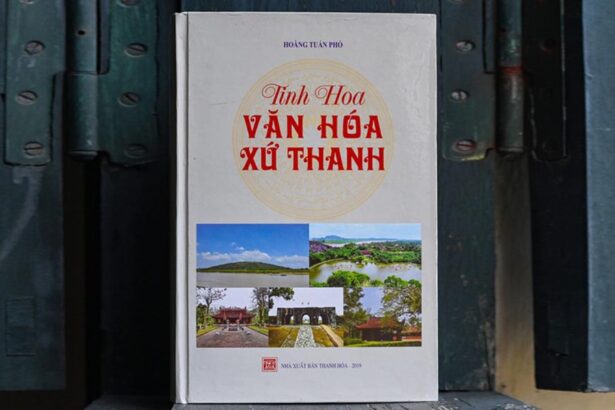 HOÀNG TUẤN PHỔ
Tinh Hoa
VĂN HÓA
XỨ THANH
NHÀ XUẤT BẢN THANH HÓA - 2019